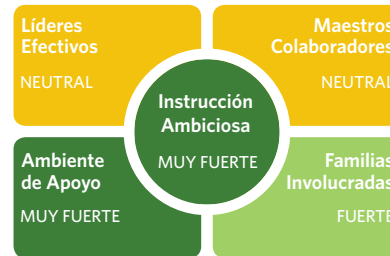 Líderes
Efectivos
NEUTRAL
Maestros
Colaboradores
NEUTRAL
Instrucción
Ambiciosa
MUY FUERTE
Ambiente
de Apoyo
MUY FUERTE
Familias
Involucradas
FUERTE